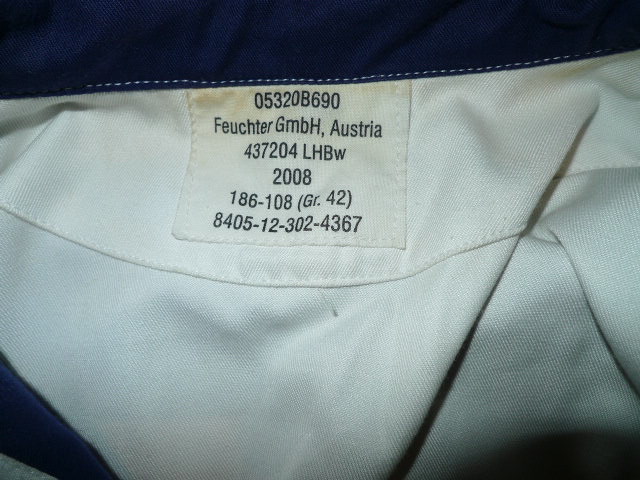 05320B690
Feuchter GmbH, Austria
437204 LHBw
2008
186-108 (Gr. 42)
8405-12-302-4367